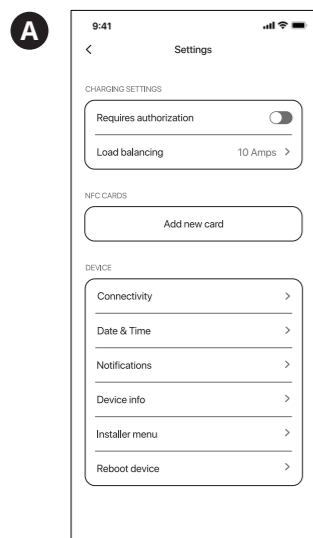 A
9:41
Settings
CHARGING SETTINGS
Requires authorization
Load balancing 10 Amps
NFC CARDS
Add new card
DEVICE
Connectivity
Date & Time
Notifications
Device info
Installer menu
Reboot device